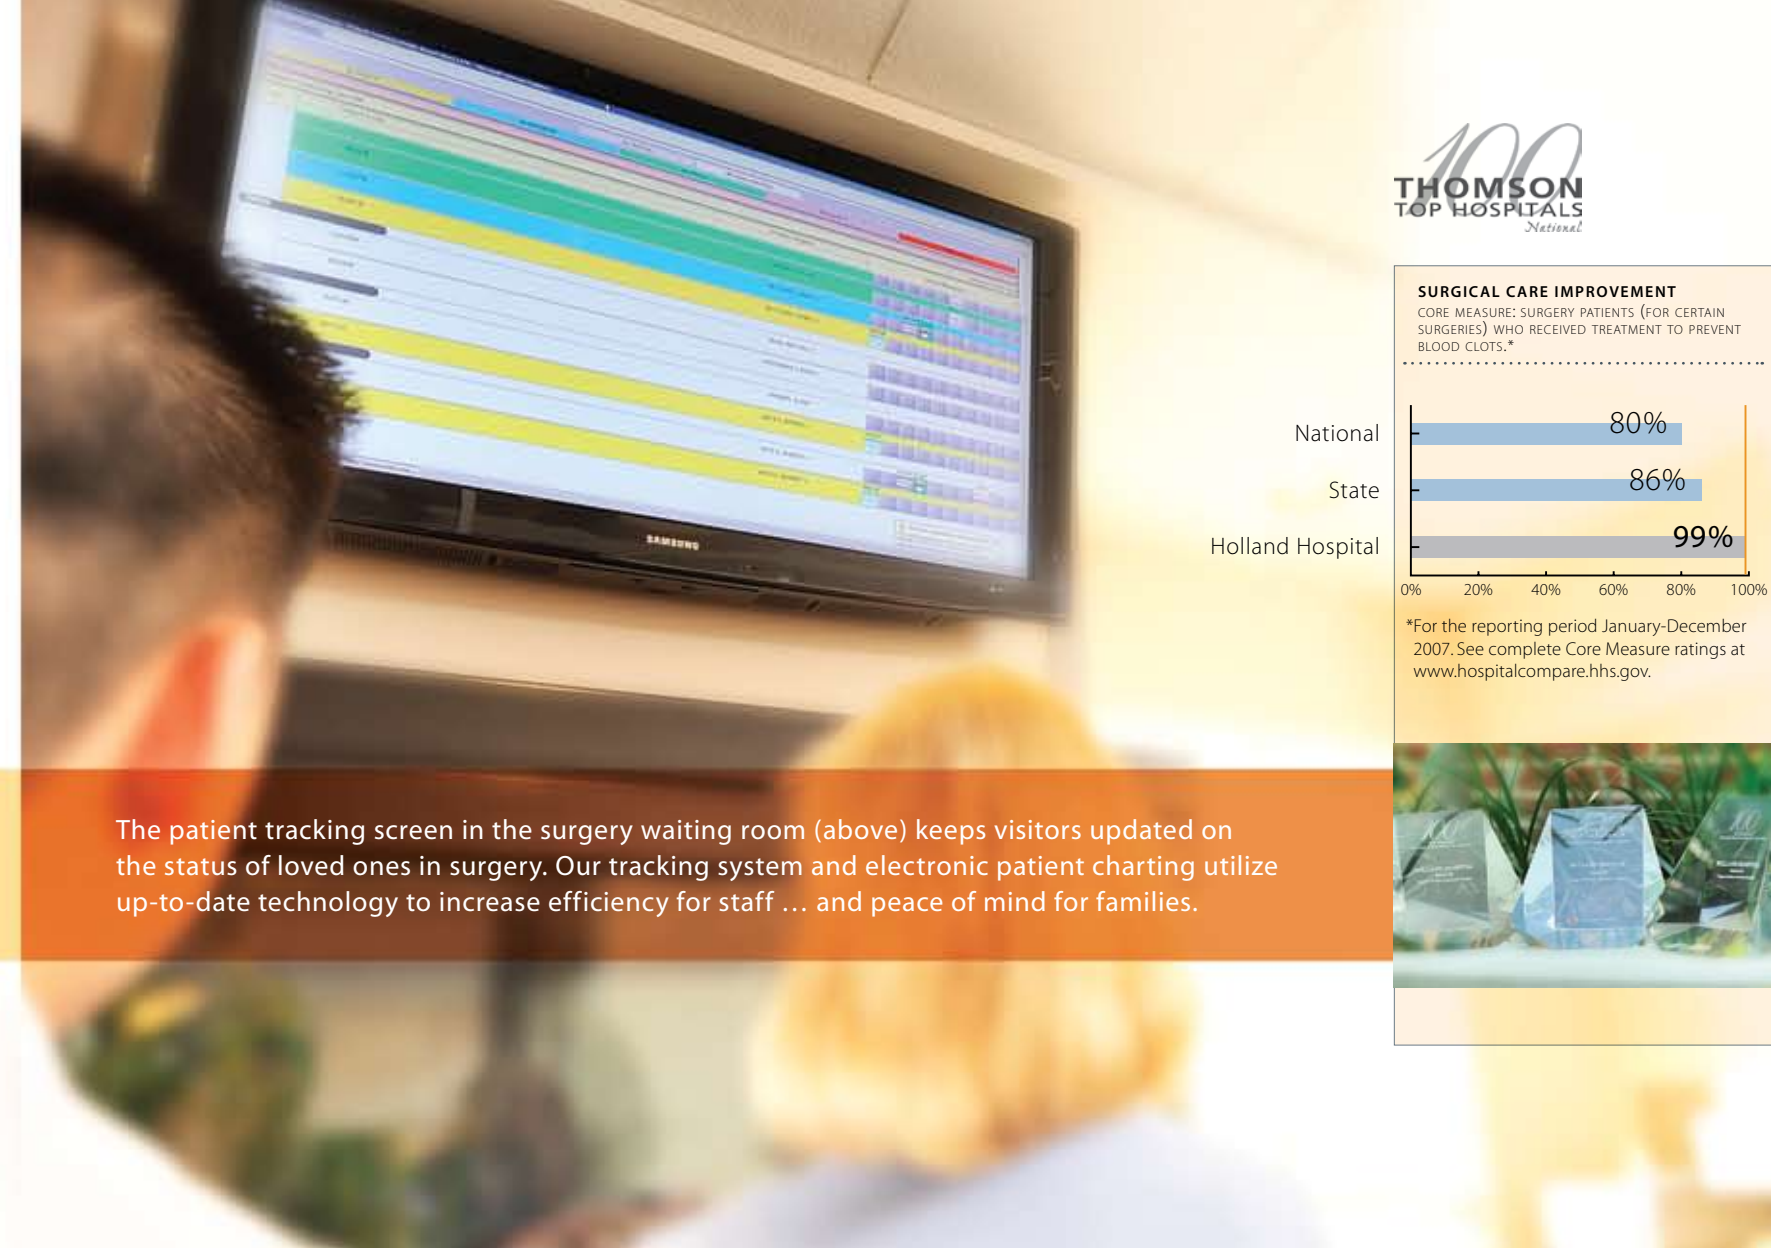 100
THOMSON
TOP HOSPITALS
National
SURGICAL CARE IMPROVEMENT
CORE MEASURE: SURGERY PATIENTS (FOR CERTAIN
SURGERIES) WHO RECEIVED TREATMENT TO PREVENT
BLOOD CLOTS.*
National 80%
State 86%
Holland Hospital 99%
0% 20% 40% 60% 80% 100%
*For the reporting period January-December
2007. See complete Core Measure ratings at
www.hospitalcompare.hhs.gov.
SAMSUNG
The patient tracking screen in the surgery waiting room (above) keeps visitors updated on
the status of loved ones in surgery. Our tracking system and electronic patient charting utilize
up-to-date technology to increase efficiency for staff … and peace of mind for families.
100